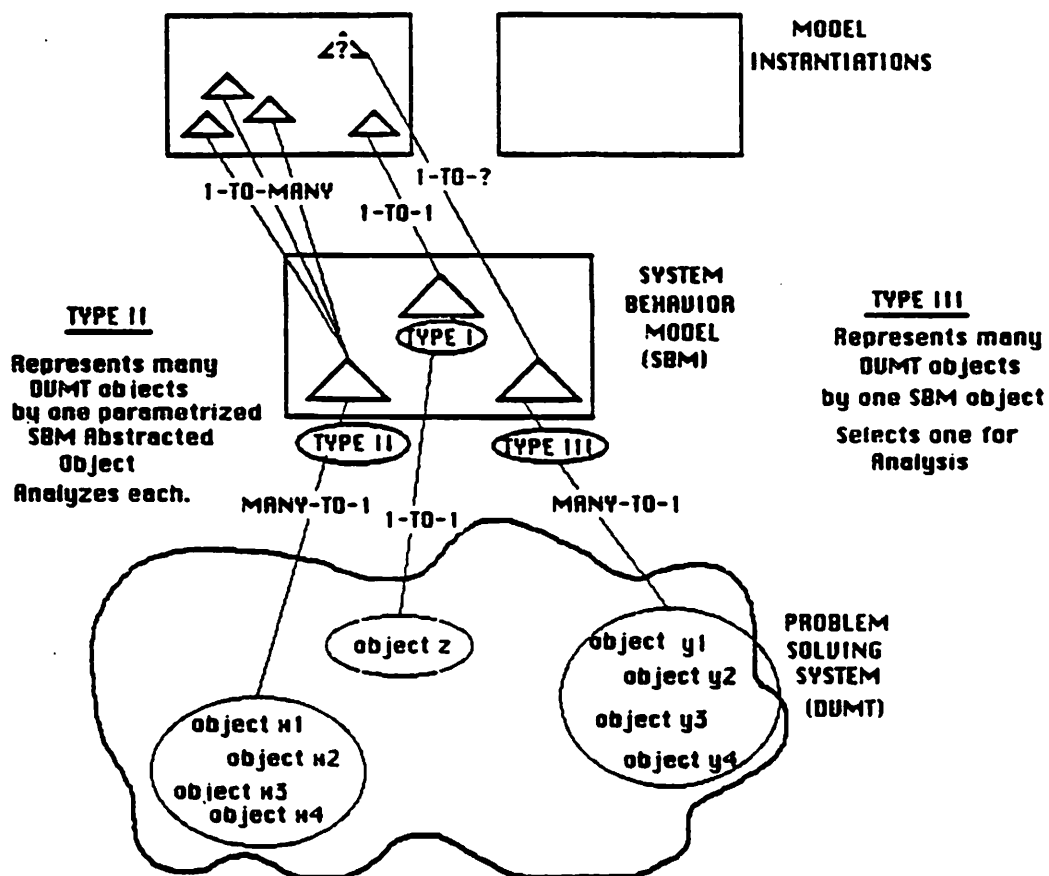 ?
MODEL
INSTANTIATIONS
1-TO-MANY
1-TO-?
1-TO-1
SYSTEM
BEHAVIOR
MODEL
(SBM)
TYPE I
TYPE II
Represents many
DVMT objects
by one parametrized
SBM Abstracted
Object
Analyzes each.
TYPE III
Represents many
DVMT objects
by one SBM object
Selects one for
Analysis
TYPE II
TYPE III
MANY-TO-1
1-TO-1
MANY-TO-1
object z
object x1
object x2
object x3
object x4
object y1
object y2
object y3
object y4
PROBLEM
SOLVING
SYSTEM
(DVMT)